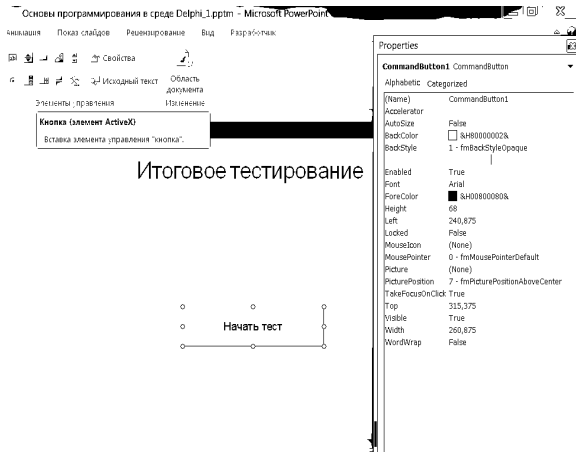 Основы программирования в среде Delphi_1.pptm - Microsoft PowerPoint
Анимация Показ слайдов Рецензирование Вид Разработчик
Свойства
Исходный текст
Область
документа
Элементы управления Изменение
Кнопка (элемент ActiveX)
Вставка элемента управления "кнопка".
Итоговое тестирование
Начать тест
Properties
CommandButton1 CommandButton
Alphabetic Categorized
(Name) CommandButton1
Accelerator
AutoSize False
BackColor &H80000002&
BackStyle 1 - fmBackStyleOpaque
Enabled True
Font Arial
ForeColor &H00800080&
Height 68
Left 240,875
Locked False
MouseIcon (None)
MousePointer 0 - fmMousePointerDefault
Picture (None)
PicturePosition 7 - fmPicturePositionAboveCenter
TakeFocusOnClick True
Top 315,375
Visible True
Width 260,875
WordWrap False